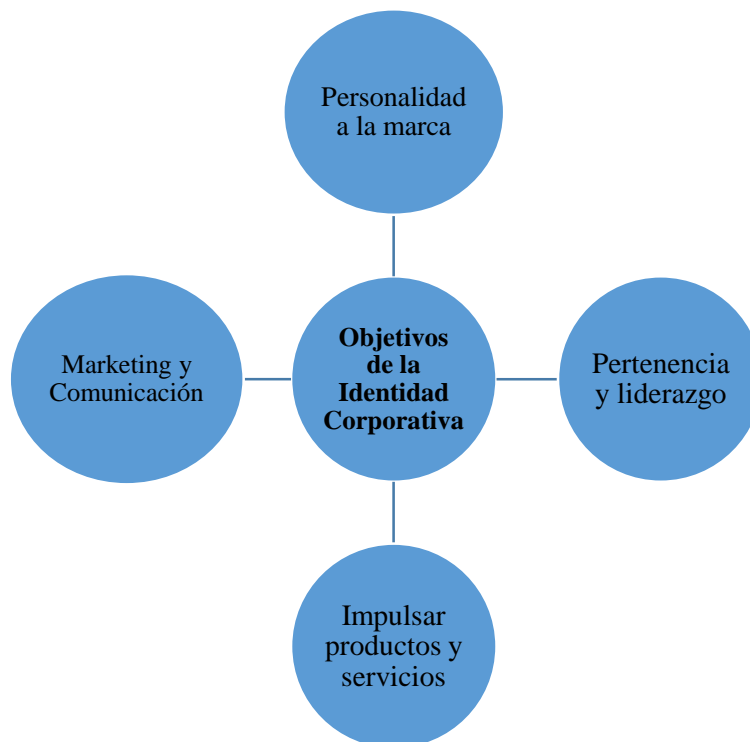 Personalidad
a la marca
Marketing y
Comunicación
Objetivos
de la
Identidad
Corporativa
Pertenencia
y liderazgo
Impulsar
productos y
servicios